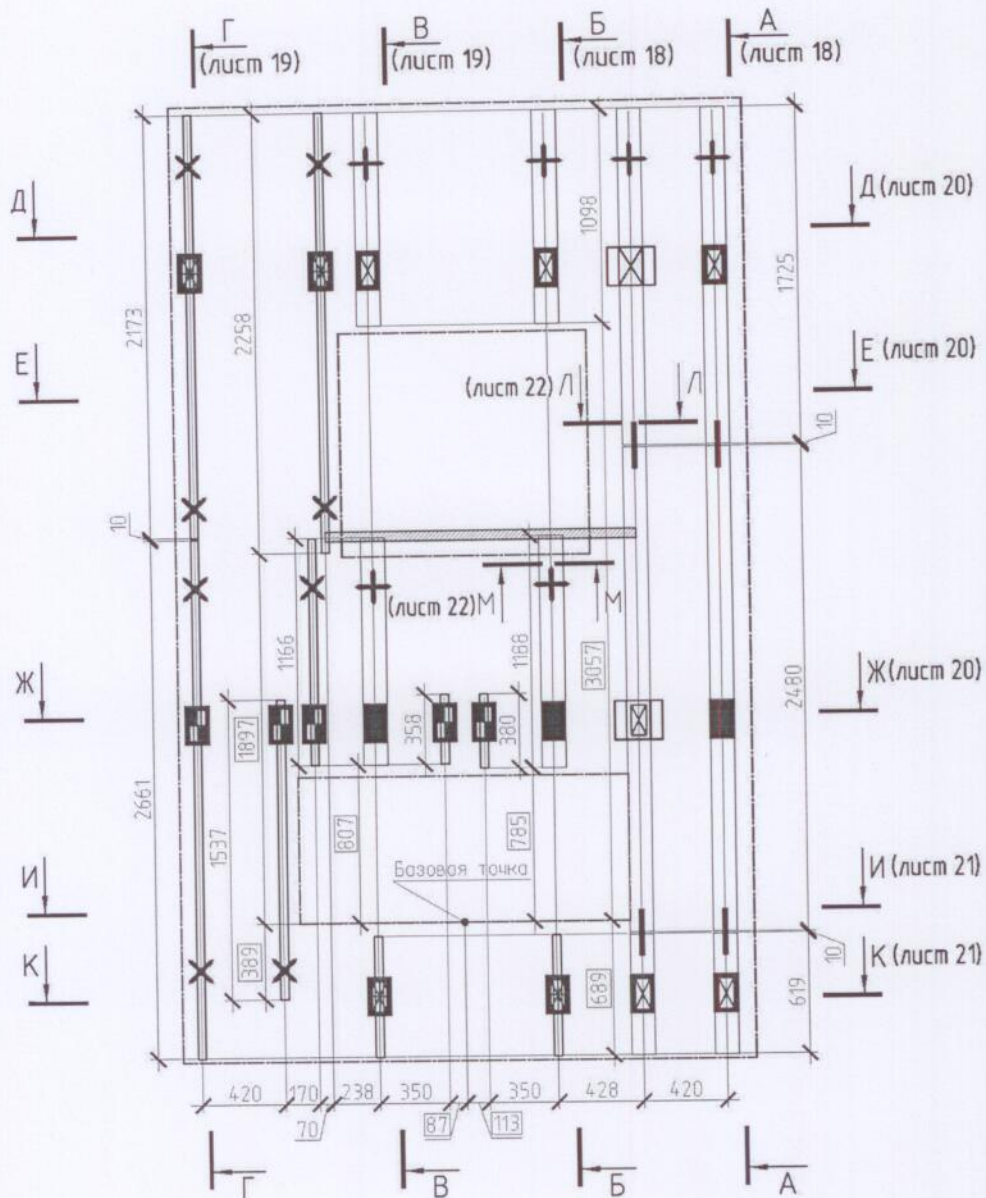 Г
В
Б
А
(лист 19)
(лист 19)
(лист 18)
(лист 18)
Д
Д (лист 20)
1098
1725
2173
2258
Е
Е (лист 20)
(лист 22) Л
Л
10
10
(лист 22) М
М
1166
1188
3057
2480
Ж
Ж (лист 20)
1897
358
380
2661
1537
807
785
Базовая точка
И
И (лист 21)
389
689
10
К
К (лист 21)
619
420
170
238
350
350
428
420
70
87
113
Г
В
Б
А